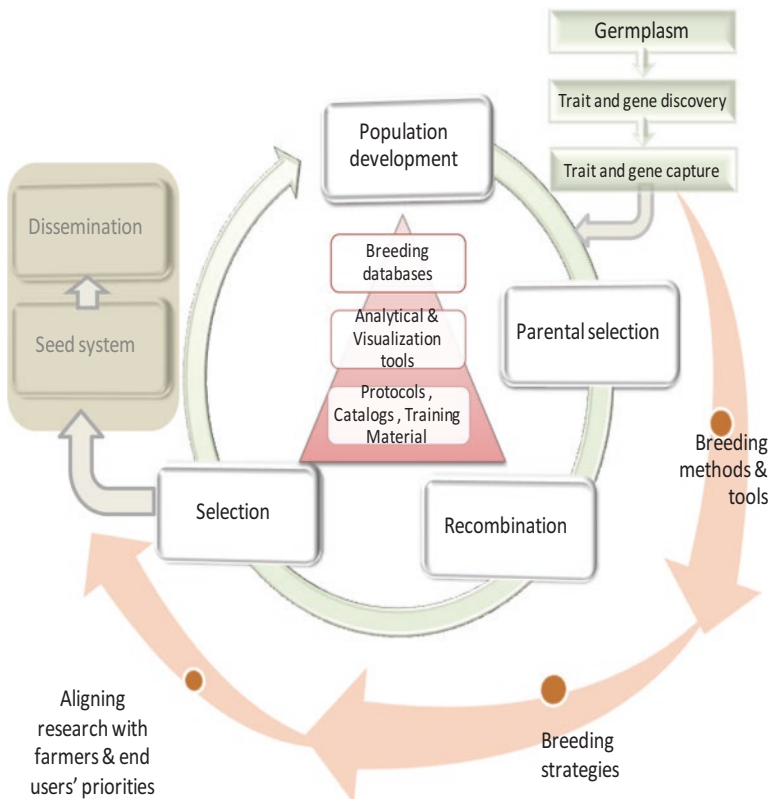 Germplasm
Trait and gene discovery
Trait and gene capture
Population
development
Dissemination
Seed system
Breeding
databases
Analytical &
Visualization
tools
Protocols ,
Catalogs , Training
Material
Parental selection
Selection
Recombination
Breeding
methods &
tools
Aligning
research with
farmers & end
users’ priorities
Breeding
strategies